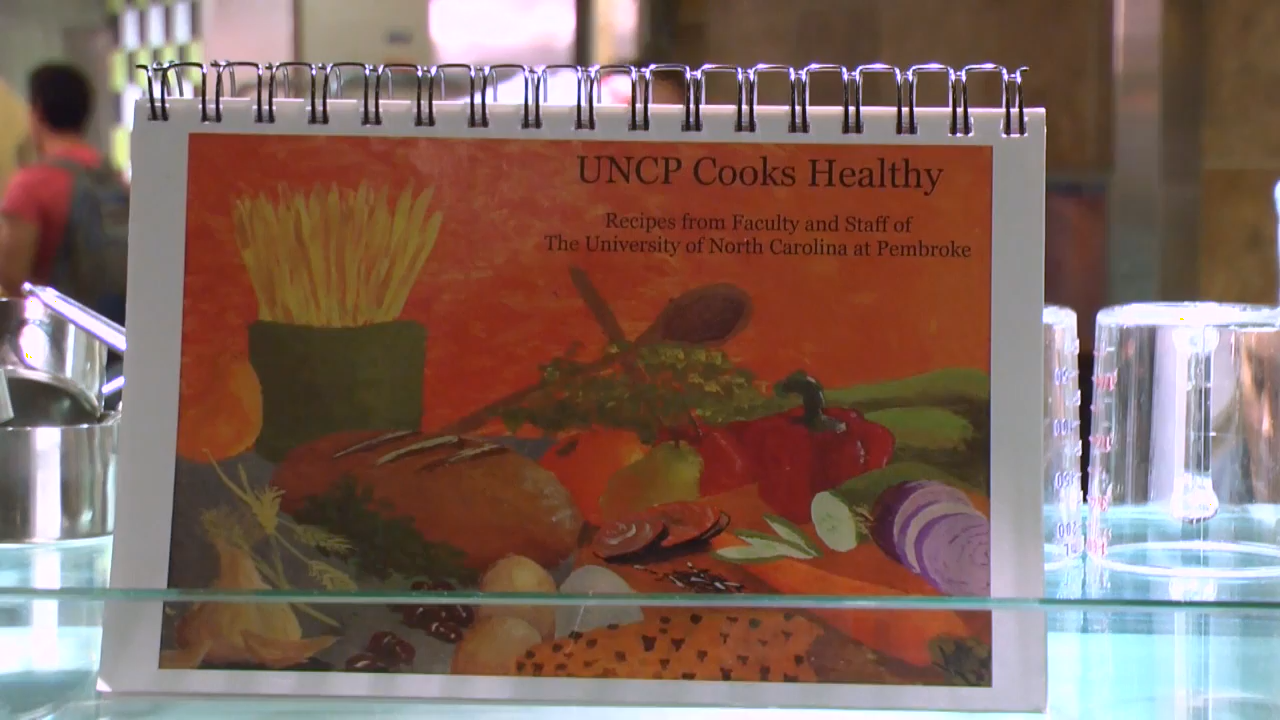 UNCP Cooks Healthy
Recipes from Faculty and Staff of
The University of North Carolina at Pembroke